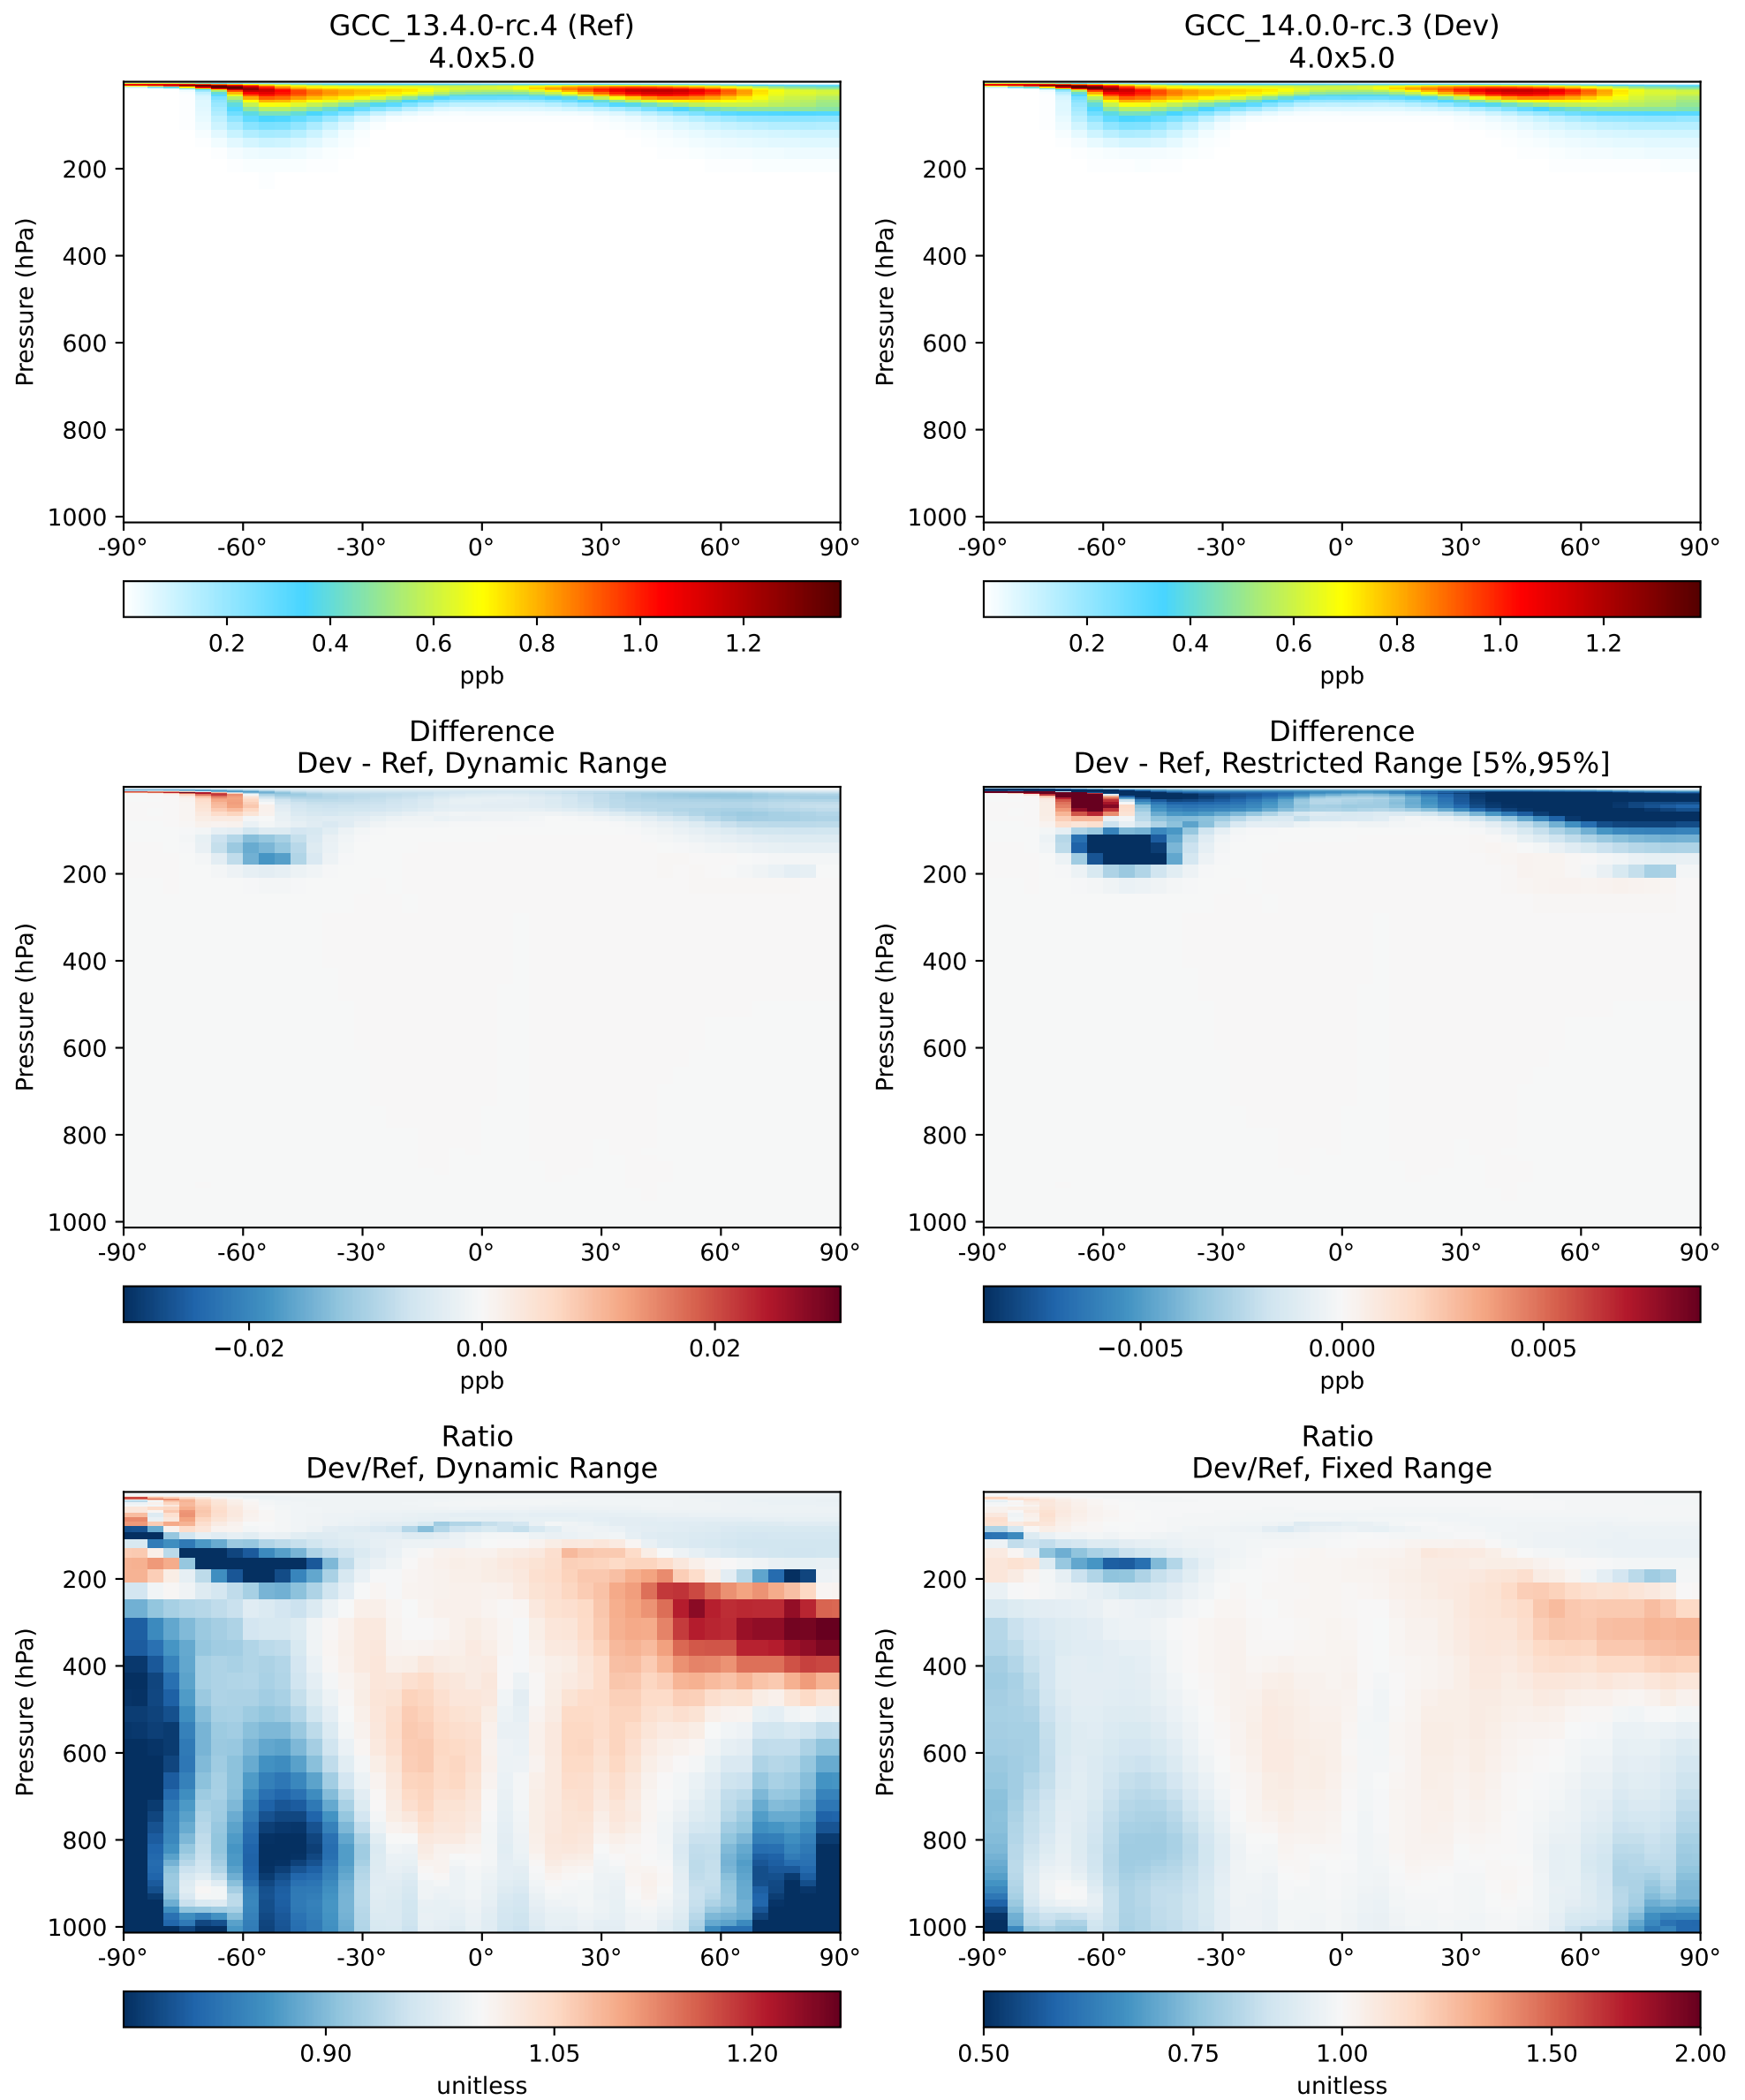 GCC_13.4.0-rc.4 (Ref)
4.0x5.0
Pressure (hPa)
200
400
600
800
1000
-90° -60° -30° 0° 30° 60° 90°
0.2 0.4 0.6 0.8 1.0 1.2
ppb
GCC_14.0.0-rc.3 (Dev)
4.0x5.0
Pressure (hPa)
200
400
600
800
1000
-90° -60° -30° 0° 30° 60° 90°
0.2 0.4 0.6 0.8 1.0 1.2
ppb
Difference
Dev - Ref, Dynamic Range
Pressure (hPa)
200
400
600
800
1000
-90° -60° -30° 0° 30° 60° 90°
−0.02 0.00 0.02
ppb
Difference
Dev - Ref, Restricted Range [5%,95%]
Pressure (hPa)
200
400
600
800
1000
-90° -60° -30° 0° 30° 60° 90°
−0.005 0.000 0.005
ppb
Ratio
Dev/Ref, Dynamic Range
Pressure (hPa)
200
400
600
800
1000
-90° -60° -30° 0° 30° 60° 90°
0.90 1.05 1.20
unitless
Ratio
Dev/Ref, Fixed Range
Pressure (hPa)
200
400
600
800
1000
-90° -60° -30° 0° 30° 60° 90°
0.50 0.75 1.00 1.50 2.00
unitless